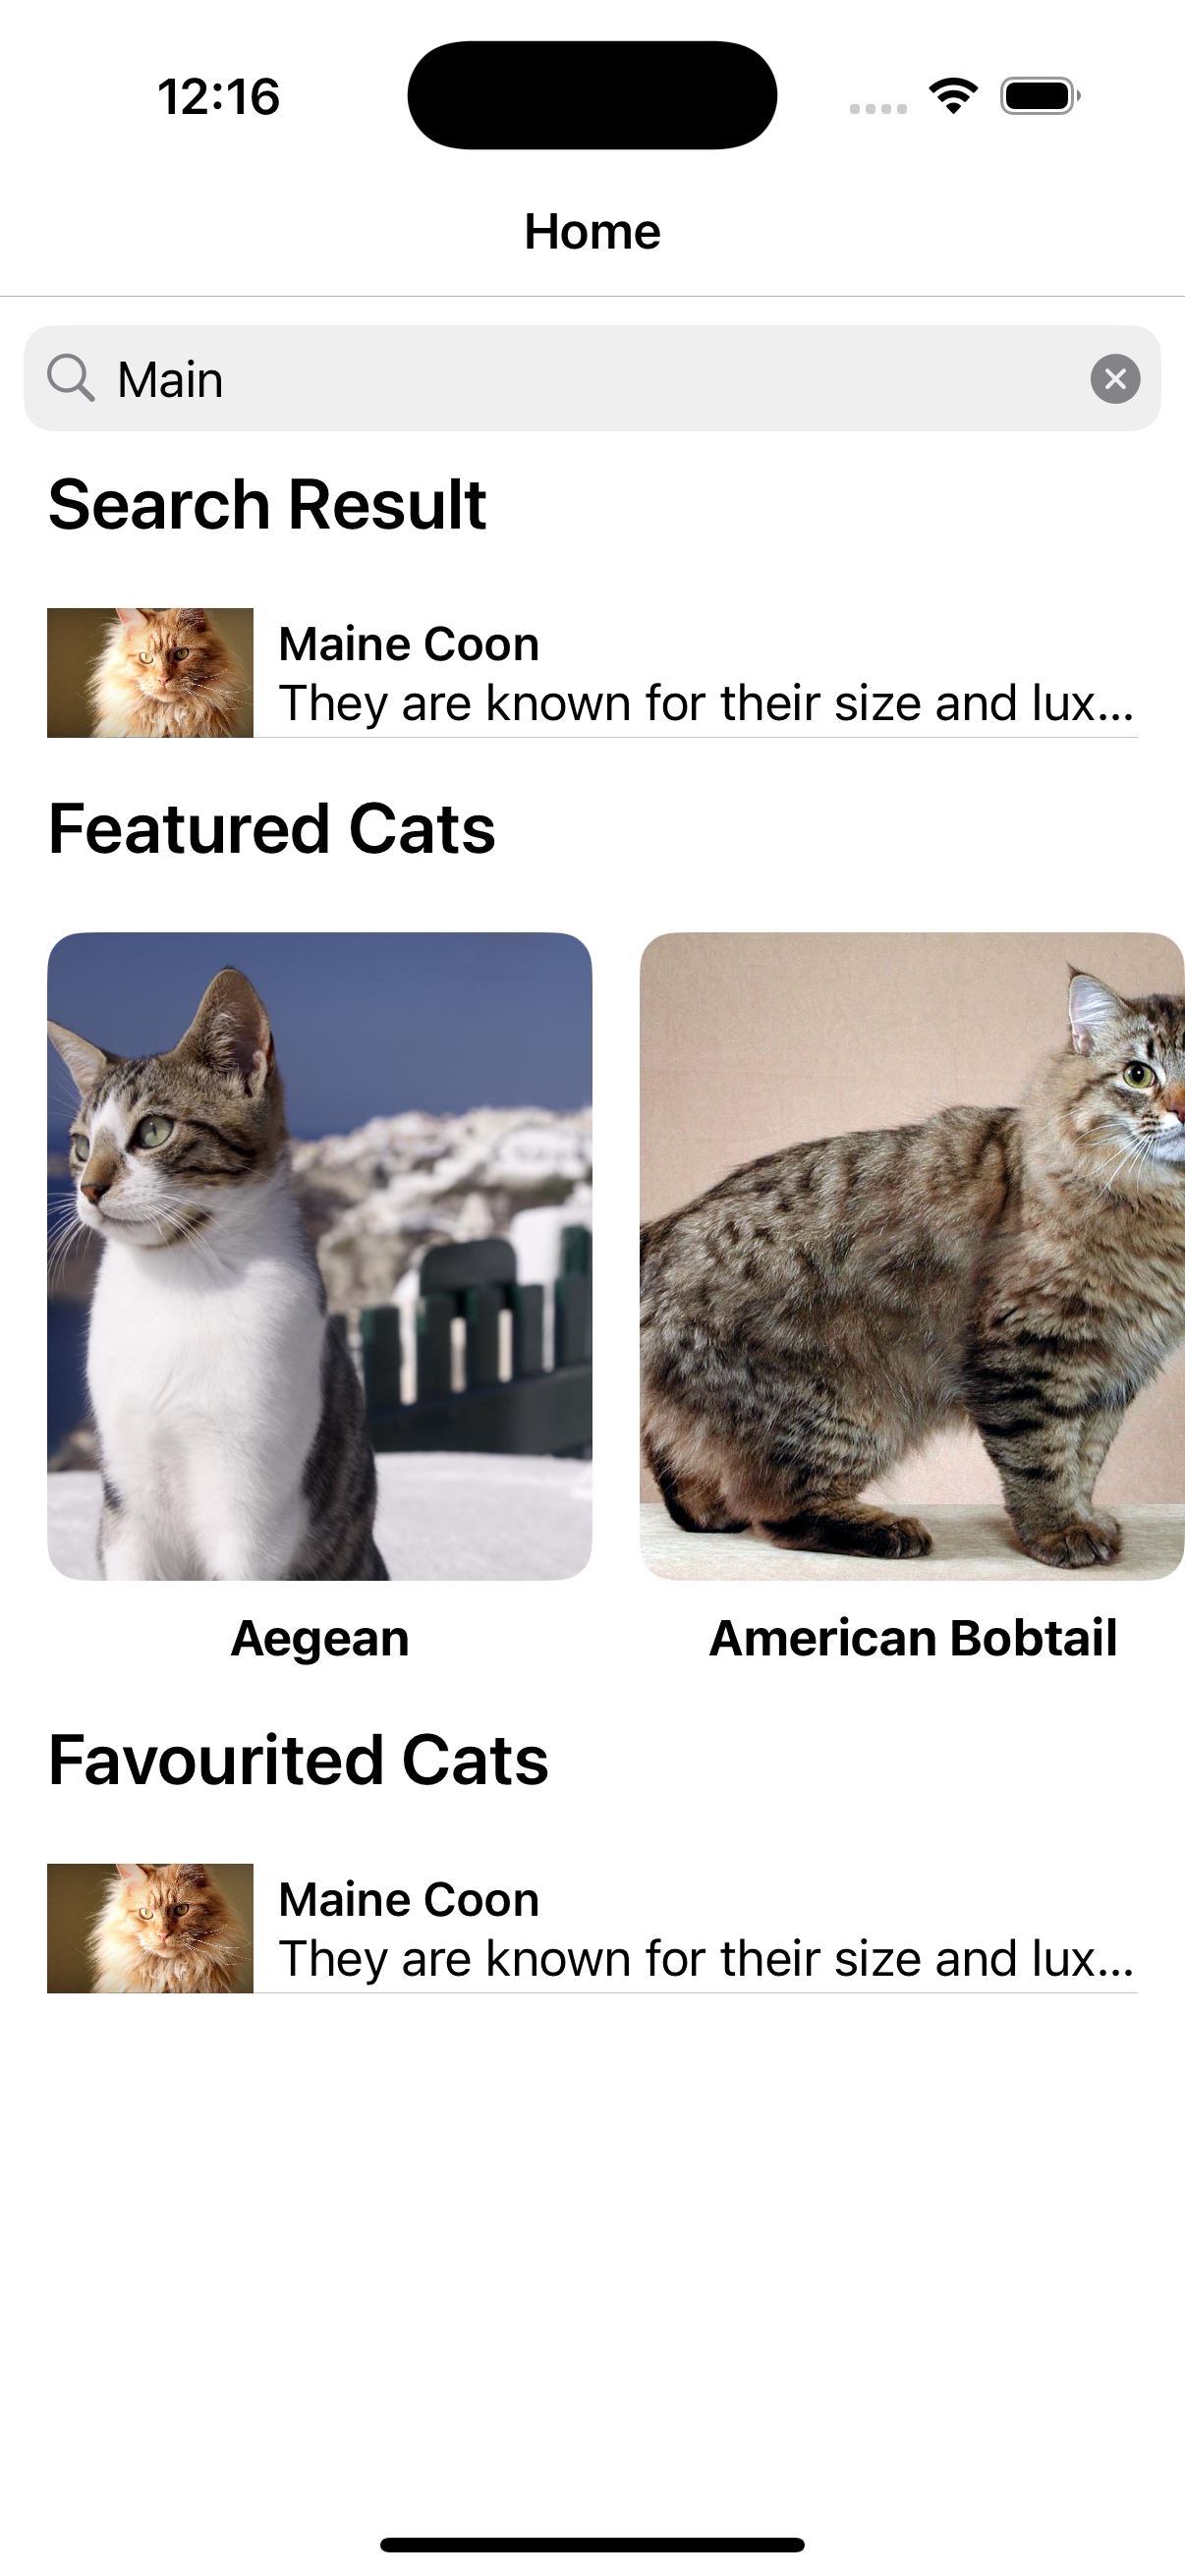 12:16
Home
Main
Search Result
Maine Coon
They are known for their size and lux...
Featured Cats
Aegean
American Bobtail
Favourited Cats
Maine Coon
They are known for their size and lux...